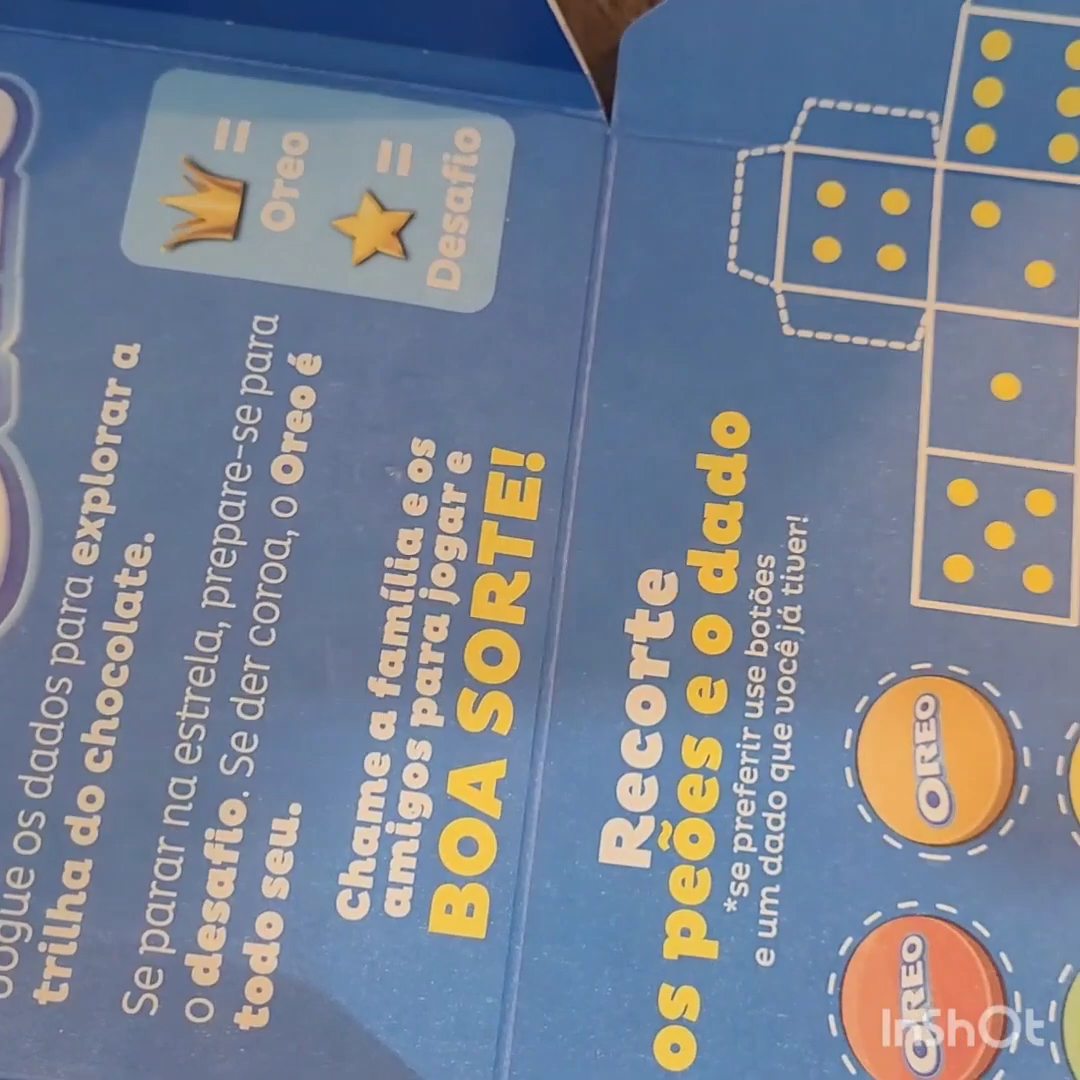 os dados para explorar a
trilha do chocolate.
Se parar na estrela, prepare-se para
o desafio. Se der coroa, o Oreo é
todo seu.
= Oreo
= Desafio
Chame a família e os
amigos para jogar e
BOA SORTE!
Recorte
os peões e o dado
*se preferir use botões
e um dado que você já tiver!
OREO
OREO
InShOt